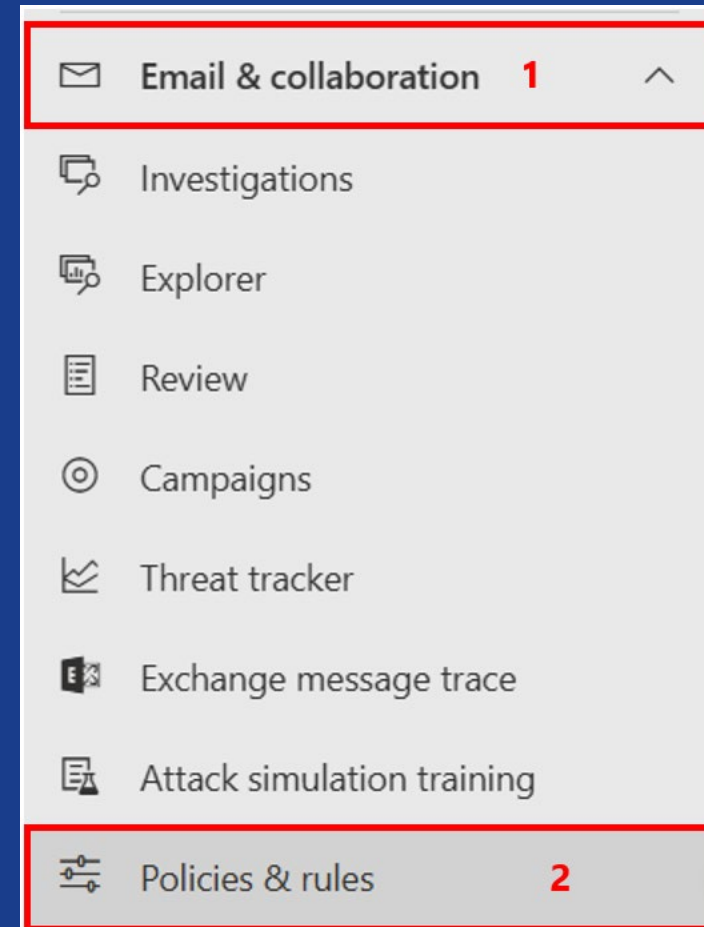 Email & collaboration 1
Investigations
Explorer
Review
Campaigns
Threat tracker
Exchange message trace
Attack simulation training
Policies & rules 2